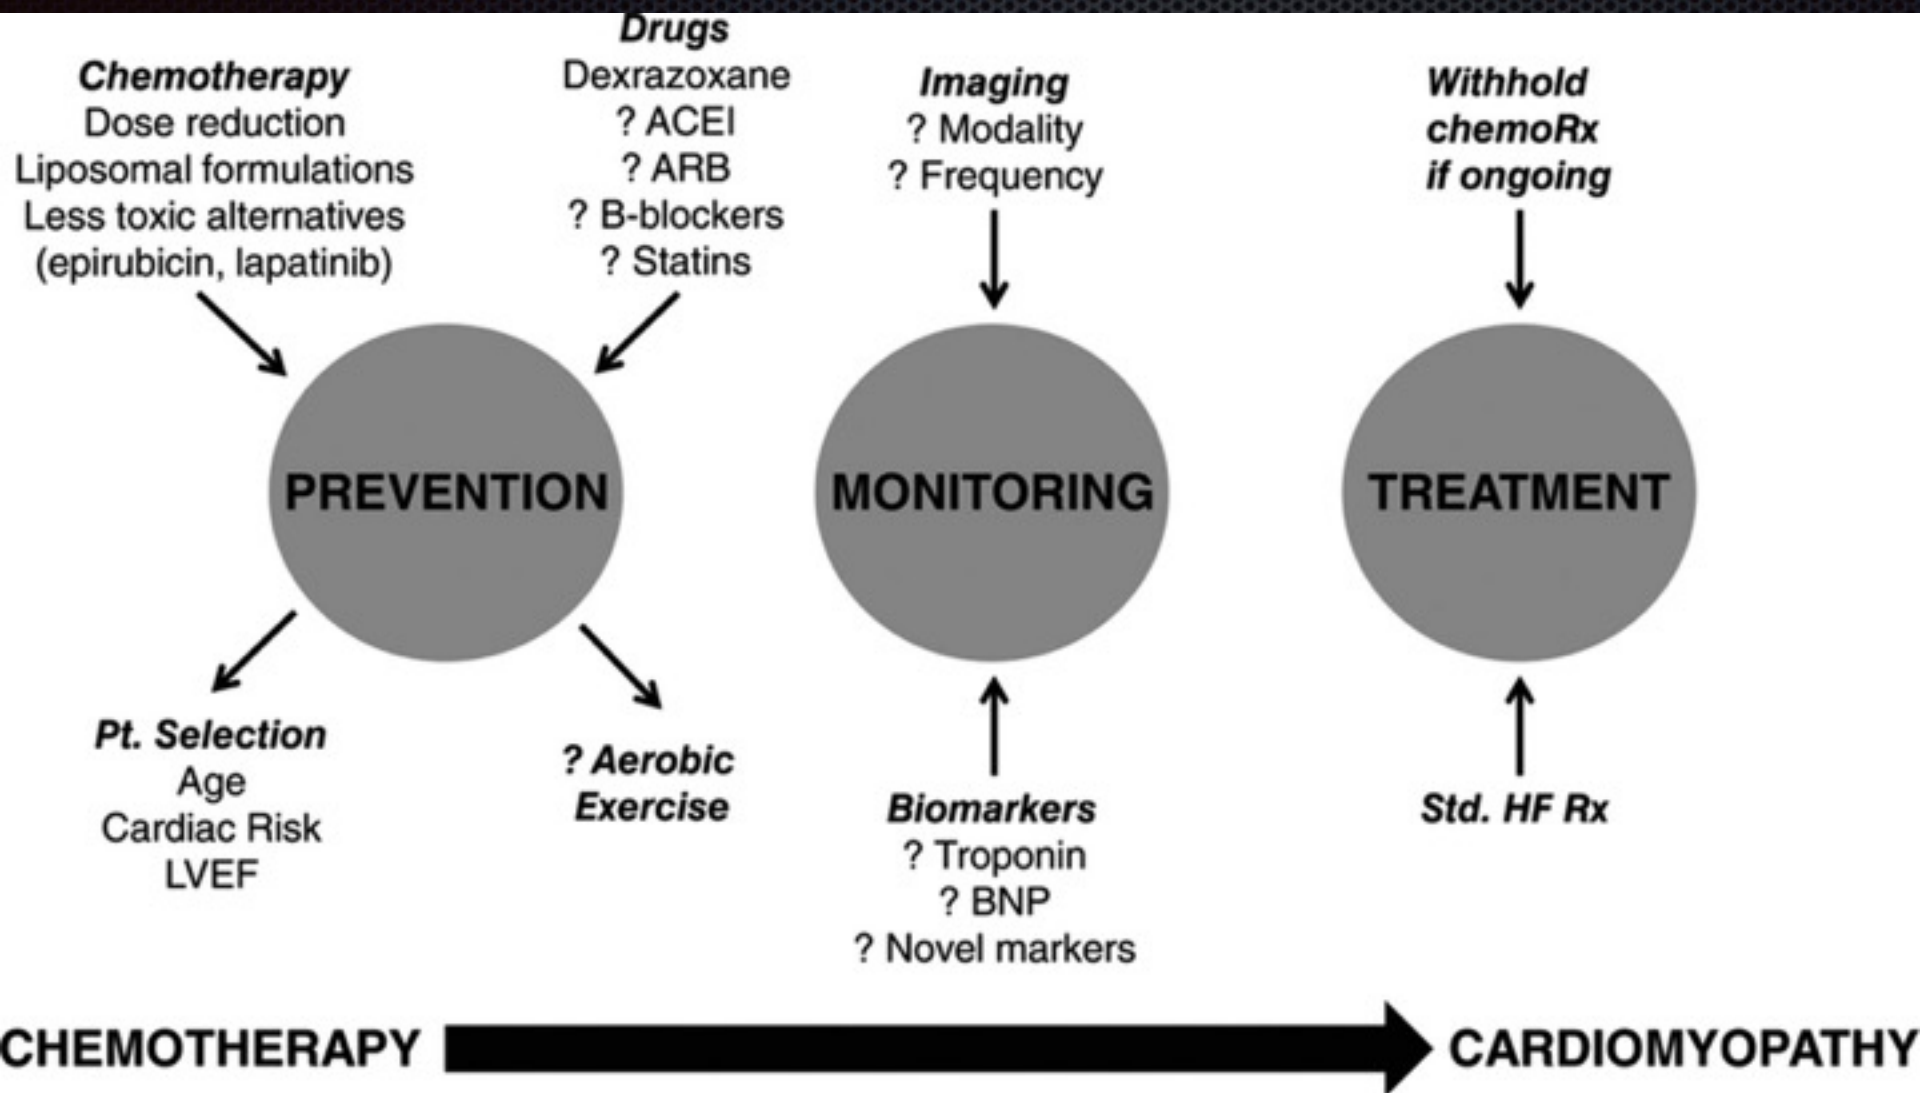 Chemotherapy
Dose reduction
Liposomal formulations
Less toxic alternatives
(epirubicin, lapatinib)
Drugs
Dexrazoxane
? ACEI
? ARB
? B-blockers
? Statins
Imaging
? Modality
? Frequency
Withhold
chemoRx
if ongoing
PREVENTION
MONITORING
TREATMENT
Pt. Selection
Age
Cardiac Risk
LVEF
? Aerobic
Exercise
Biomarkers
? Troponin
? BNP
? Novel markers
Std. HF Rx
CHEMOTHERAPY
CARDIOMYOPATHY